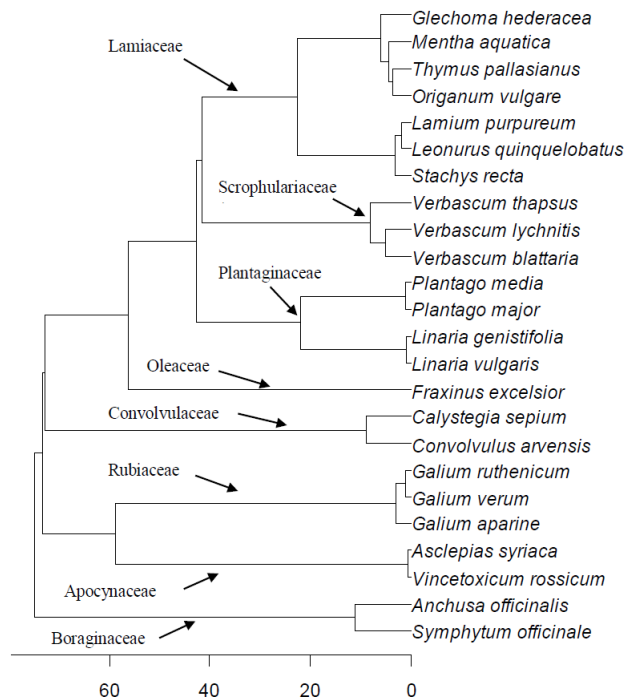 Glechoma hederacea
Mentha aquatica
Lamiaceae
Thymus pallasianus
Origanum vulgare
Lamium purpureum
Leonurus quinquelobatus
Stachys recta
Scrophulariaceae
Verbascum thapsus
Verbascum lychnitis
Verbascum blattaria
Plantaginaceae
Plantago media
Plantago major
Linaria genistifolia
Linaria vulgaris
Oleaceae
Fraxinus excelsior
Convolvulaceae
Calystegia sepium
Convolvulus arvensis
Rubiaceae
Galium ruthenicum
Galium verum
Galium aparine
Asclepias syriaca
Vincetoxicum rossicum
Apocynaceae
Anchusa officinalis
Symphytum officinale
Boraginaceae
60 40 20 0